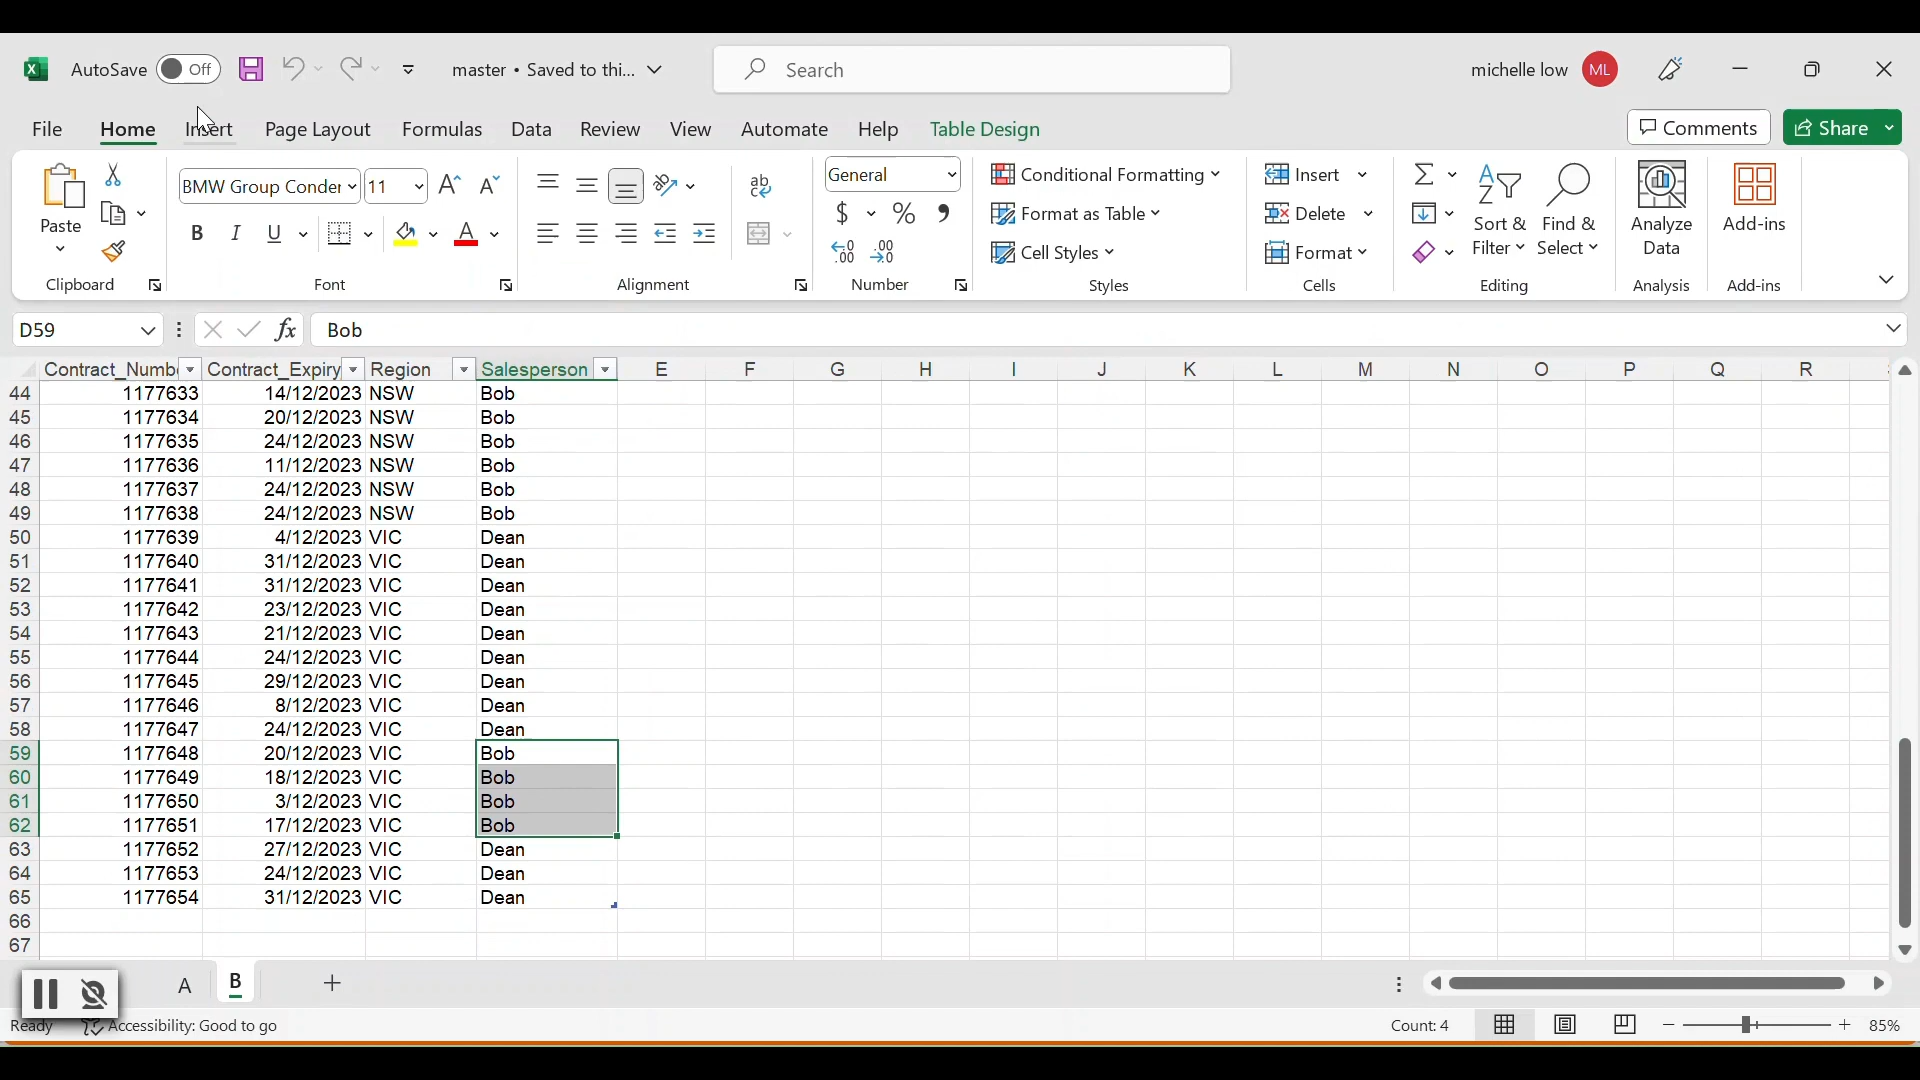 AutoSave Off master • Saved to thi... Search michelle low ML
File Home Insert Page Layout Formulas Data Review View Automate Help Table Design Comments Share
BMW Group Conder 11 General Conditional Formatting Insert
Paste Format as Table Delete Sort & Filter Find & Select Analyze Data Add-ins
Cell Styles Format
Clipboard Font Alignment Number Styles Cells Editing Analysis Add-ins
D59 fx Bob
Contract_Numb Contract_Expiry Region Salesperson E F G H I J K L M N O P Q R
44 1177633 14/12/2023 NSW Bob
45 1177634 20/12/2023 NSW Bob
46 1177635 24/12/2023 NSW Bob
47 1177636 11/12/2023 NSW Bob
48 1177637 24/12/2023 NSW Bob
49 1177638 24/12/2023 NSW Bob
50 1177639 4/12/2023 VIC Dean
51 1177640 31/12/2023 VIC Dean
52 1177641 31/12/2023 VIC Dean
53 1177642 23/12/2023 VIC Dean
54 1177643 21/12/2023 VIC Dean
55 1177644 24/12/2023 VIC Dean
56 1177645 29/12/2023 VIC Dean
57 1177646 8/12/2023 VIC Dean
58 1177647 24/12/2023 VIC Dean
59 1177648 20/12/2023 VIC Bob
60 1177649 18/12/2023 VIC Bob
61 1177650 3/12/2023 VIC Bob
62 1177651 17/12/2023 VIC Bob
63 1177652 27/12/2023 VIC Dean
64 1177653 24/12/2023 VIC Dean
65 1177654 31/12/2023 VIC Dean
66
67
A B
Ready Accessibility: Good to go Count: 4 85%